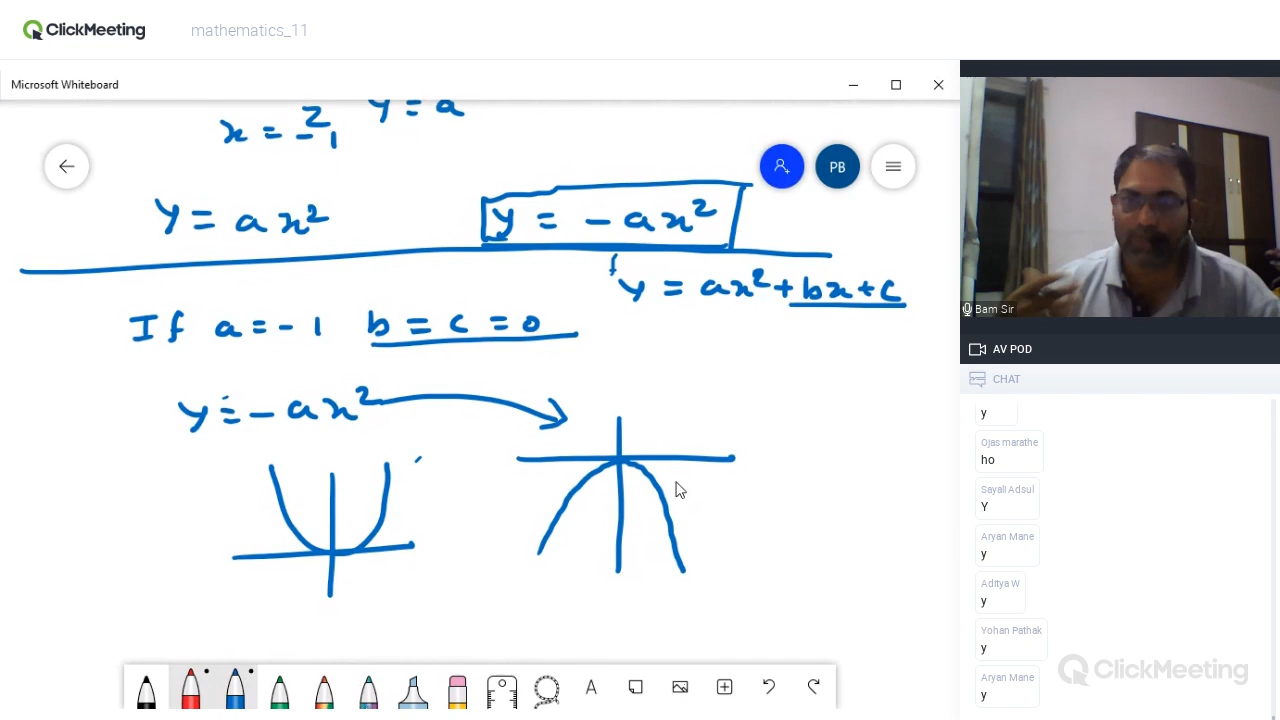 ClickMeeting mathematics_11
Microsoft Whiteboard
y = a
x = -2, 1
PB
y = ax²
y = -ax²
y = ax² + bx + c
If a = -1 b = c = 0
y = -ax²
Bam Sir
AV POD
CHAT
y
Ojas marathe
ho
Sayali Adsul
Y
Aryan Mane
y
Aditya W
y
Yohan Pathak
y
Aryan Mane
y
ClickMeeting
A